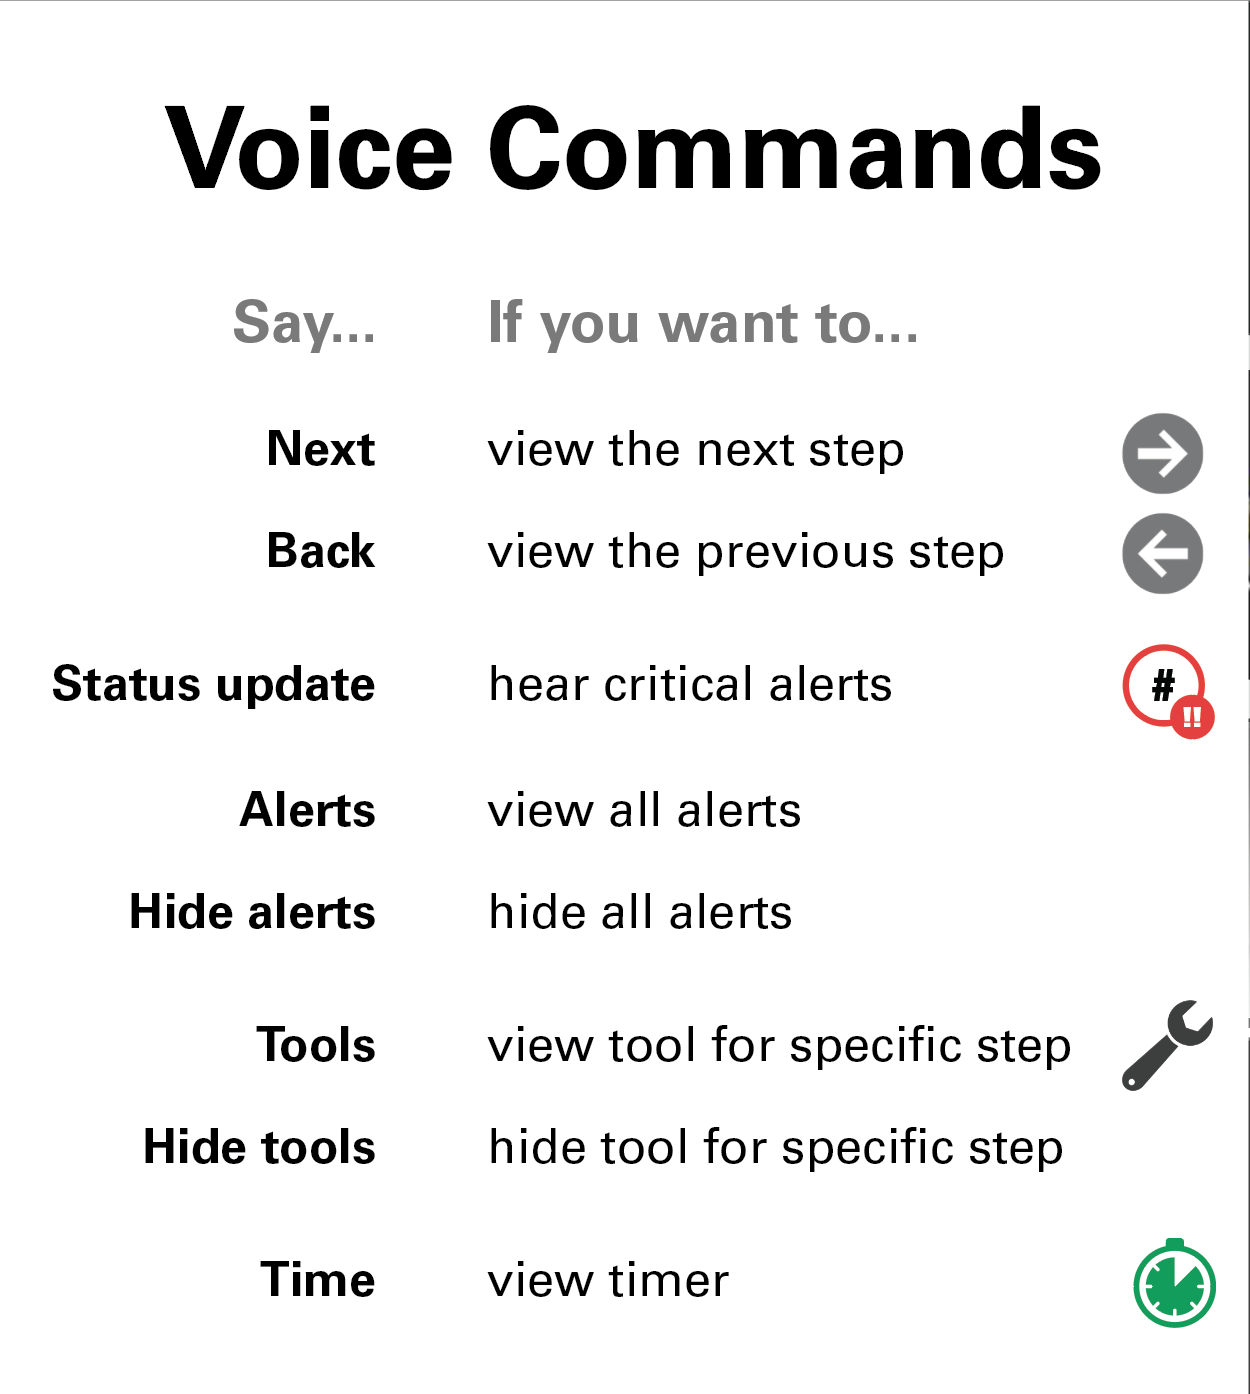 Voice Commands
Say... If you want to...
Next view the next step
Back view the previous step
Status update hear critical alerts
#
!!
Alerts view all alerts
Hide alerts hide all alerts
Tools view tool for specific step
Hide tools hide tool for specific step
Time view timer